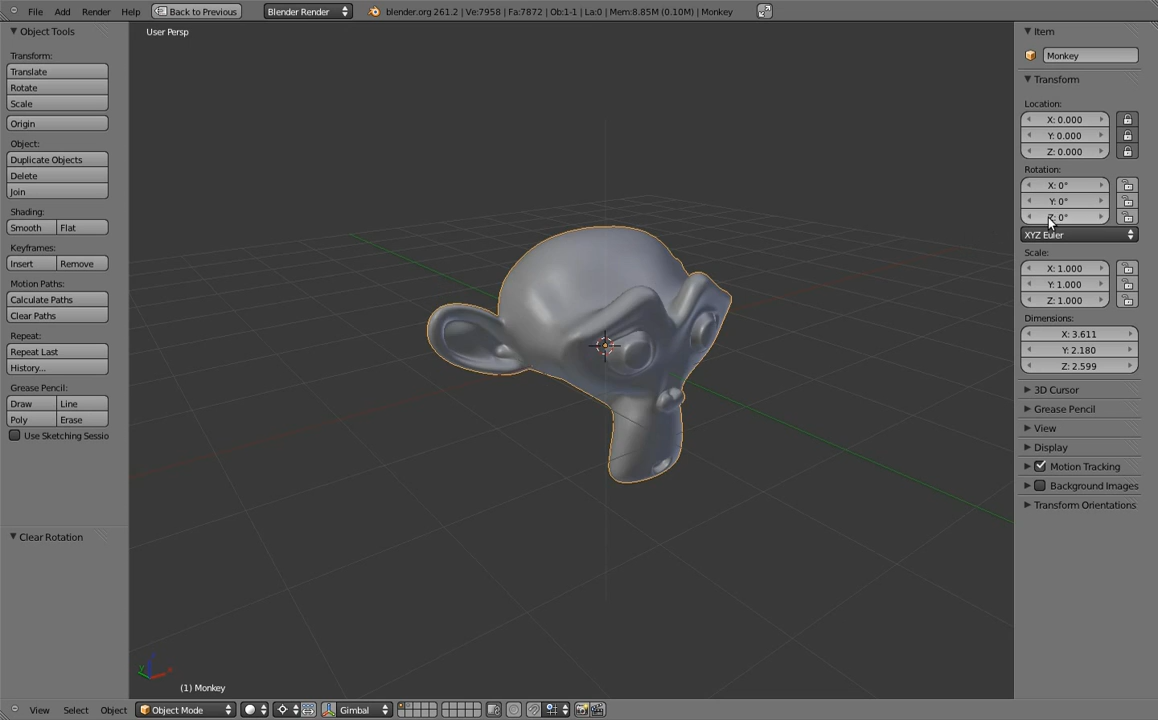 File Add Render Help Back to Previous Blender Render blender.org 261.2 | Ve:7958 | Fa:7872 | Ob:1-1 | La:0 | Mem:8.85M (0.10M) | Monkey
Object Tools
Transform:
Translate
Rotate
Scale
Origin
Object:
Duplicate Objects
Delete
Join
Shading:
Smooth Flat
Keyframes:
Insert Remove
Motion Paths:
Calculate Paths
Clear Paths
Repeat:
Repeat Last
History...
Grease Pencil:
Draw Line
Poly Erase
Use Sketching Sessio
Clear Rotation
User Persp
(1) Monkey
Item
Monkey
Transform
Location:
X: 0.000
Y: 0.000
Z: 0.000
Rotation:
X: 0°
Y: 0°
Z: 0°
XYZ Euler
Scale:
X: 1.000
Y: 1.000
Z: 1.000
Dimensions:
X: 3.611
Y: 2.180
Z: 2.599
3D Cursor
Grease Pencil
View
Display
Motion Tracking
Background Images
Transform Orientations
View Select Object Object Mode Gimbal